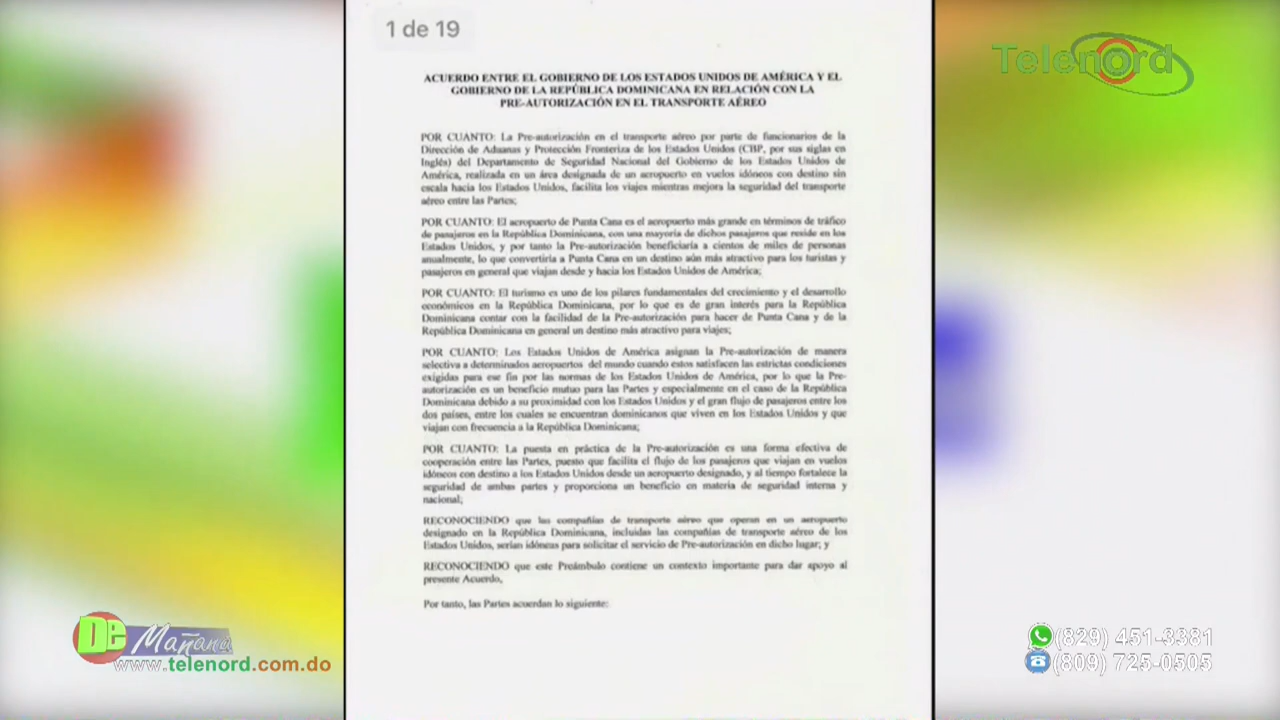 1 de 19
Telenord
ACUERDO ENTRE EL GOBIERNO DE LOS ESTADOS UNIDOS DE AMÉRICA Y EL
GOBIERNO DE LA REPÚBLICA DOMINICANA EN RELACIÓN CON LA
PRE-AUTORIZACIÓN EN EL TRANSPORTE AÉREO
POR CUANTO: La Pre-autorización en el transporte aéreo por parte de funcionarios de la
Dirección de Aduanas y Protección Fronteriza de los Estados Unidos (CBP, por sus siglas en
Inglés) del Departamento de Seguridad Nacional del Gobierno de los Estados Unidos de
América, realizada en un área designada de un aeropuerto en vuelos idóneos con destino sin
escala hacia los Estados Unidos, facilita los viajes mientras mejora la seguridad del transporte
aéreo entre las Partes;
POR CUANTO: El aeropuerto de Punta Cana es el aeropuerto más grande en términos de tráfico
de pasajeros en la República Dominicana, con una mayoría de dichos pasajeros que reside en los
Estados Unidos, y por tanto la Pre-autorización beneficiaría a cientos de miles de personas
anualmente, lo que convertiría a Punta Cana en un destino aún más atractivo para los turistas y
pasajeros en general que viajan desde y hacia los Estados Unidos de América;
POR CUANTO: El turismo es uno de los pilares fundamentales del crecimiento y el desarrollo
económicos en la República Dominicana, por lo que es de gran interés para la República
Dominicana contar con la facilidad de la Pre-autorización para hacer de Punta Cana y de la
República Dominicana en general un destino más atractivo para viajes;
POR CUANTO: Los Estados Unidos de América asignan la Pre-autorización de manera
selectiva a determinados aeropuertos del mundo cuando estos satisfacen las estrictas condiciones
exigidas para ese fin por las normas de los Estados Unidos de América, por lo que la Pre-
autorización es un beneficio mutuo para las Partes y especialmente en el caso de la República
Dominicana debido a su proximidad con los Estados Unidos y el gran flujo de pasajeros entre los
dos países, entre los cuales se encuentran dominicanos que viven en los Estados Unidos y que
viajan con frecuencia a la República Dominicana;
POR CUANTO: La puesta en práctica de la Pre-autorización es una forma efectiva de
cooperación entre las Partes, puesto que facilita el flujo de los pasajeros que viajan en vuelos
idóneos con destino a los Estados Unidos desde un aeropuerto designado, y al tiempo fortalece la
seguridad de ambas partes y proporciona un beneficio en materia de seguridad interna y
nacional;
RECONOCIENDO que las compañías de transporte aéreo que operan en un aeropuerto
designado en la República Dominicana, incluidas las compañías de transporte aéreo de los
Estados Unidos, serían idóneas para solicitar el servicio de Pre-autorización en dicho lugar; y
RECONOCIENDO que este Preámbulo contiene un contexto importante para dar apoyo al
presente Acuerdo,
Por tanto, las Partes acuerdan lo siguiente:
De Mañana
www.telenord.com.do
(829) 451-3381
(809) 725-0505